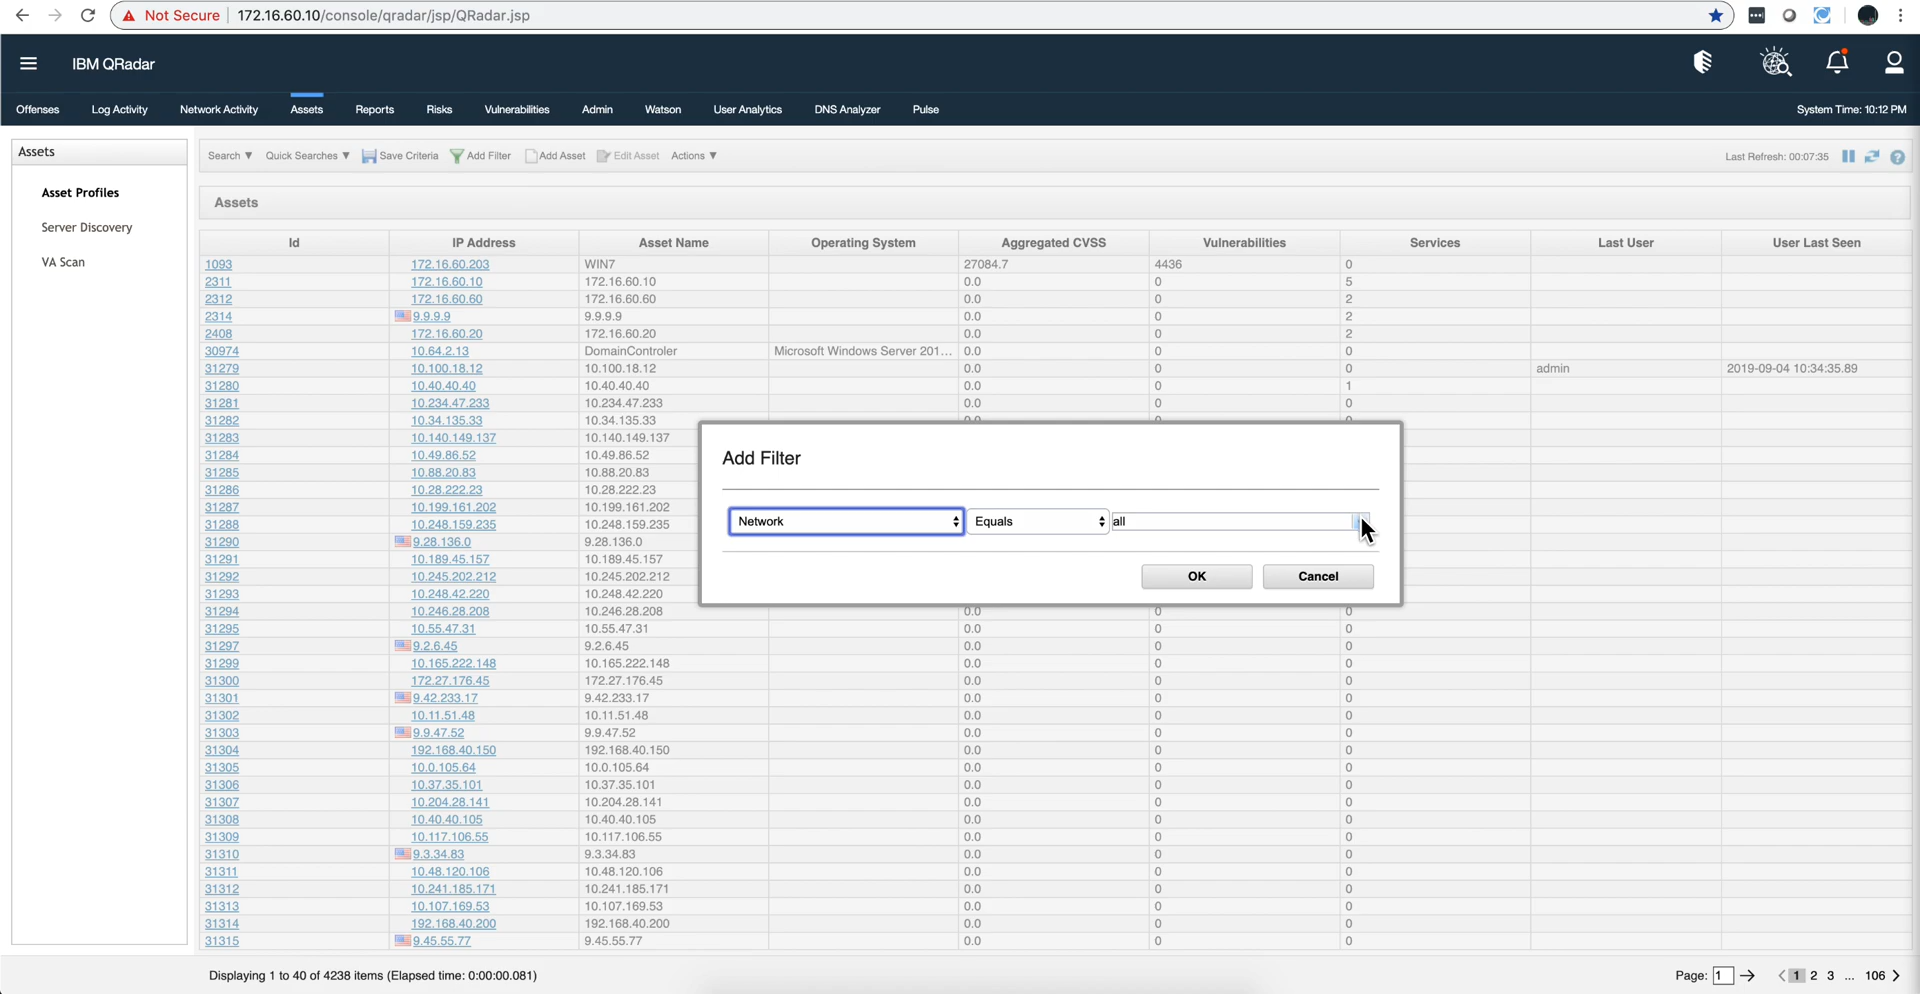 Not Secure 172.16.60.10/console/qradar/jsp/QRadar.jsp
IBM QRadar
Offenses Log Activity Network Activity Assets Reports Risks Vulnerabilities Admin Watson User Analytics DNS Analyzer Pulse System Time: 10:12 PM
Assets
Asset Profiles
Server Discovery
VA Scan
Search ▼ Quick Searches ▼ Save Criteria Add Filter Add Asset Edit Asset Actions ▼ Last Refresh: 00:07:35
Assets
Id IP Address Asset Name Operating System Aggregated CVSS Vulnerabilities Services Last User User Last Seen
1093 172.16.60.203 WIN7 27084.7 4436 0
2311 172.16.60.10 172.16.60.10 0.0 0 5
2312 172.16.60.60 172.16.60.60 0.0 0 2
2314 9.9.9.9 9.9.9.9 0.0 0 2
2408 172.16.60.20 172.16.60.20 0.0 0 2
30974 10.64.2.13 DomainControler Microsoft Windows Server 201... 0.0 0 0
31279 10.100.18.12 10.100.18.12 0.0 0 0 admin 2019-09-04 10:34:35.89
31280 10.40.40.40 10.40.40.40 0.0 0 1
31281 10.234.47.233 10.234.47.233 0.0 0 0
31282 10.34.135.33 10.34.135.33 0.0 0 0
31283 10.140.149.137 10.140.149.137
31284 10.49.86.52 10.49.86.52
31285 10.88.20.83 10.88.20.83
31286 10.28.222.23 10.28.222.23
31287 10.199.161.202 10.199.161.202
31288 10.248.159.235 10.248.159.235
31290 9.28.136.0 9.28.136.0
31291 10.189.45.157 10.189.45.157
31292 10.245.202.212 10.245.202.212
31293 10.248.42.220 10.248.42.220
31294 10.246.28.208 10.246.28.208 0.0 0 0
31295 10.55.47.31 10.55.47.31 0.0 0 0
31297 9.2.6.45 9.2.6.45 0.0 0 0
31299 10.165.222.148 10.165.222.148 0.0 0 0
31300 172.27.176.45 172.27.176.45 0.0 0 0
31301 9.42.233.17 9.42.233.17 0.0 0 0
31302 10.11.51.48 10.11.51.48 0.0 0 0
31303 9.9.47.52 9.9.47.52 0.0 0 0
31304 192.168.40.150 192.168.40.150 0.0 0 0
31305 10.0.105.64 10.0.105.64 0.0 0 0
31306 10.37.35.101 10.37.35.101 0.0 0 0
31307 10.204.28.141 10.204.28.141 0.0 0 0
31308 10.40.40.105 10.40.40.105 0.0 0 0
31309 10.117.106.55 10.117.106.55 0.0 0 0
31310 9.3.34.83 9.3.34.83 0.0 0 0
31311 10.48.120.106 10.48.120.106 0.0 0 0
31312 10.241.185.171 10.241.185.171 0.0 0 0
31313 10.107.169.53 10.107.169.53 0.0 0 0
31314 192.168.40.200 192.168.40.200 0.0 0 0
31315 9.45.55.77 9.45.55.77 0.0 0 0
Add Filter
Network Equals all
OK Cancel
Displaying 1 to 40 of 4238 items (Elapsed time: 0:00:00.081) Page: 1 → < 1 2 3 ... 106 >